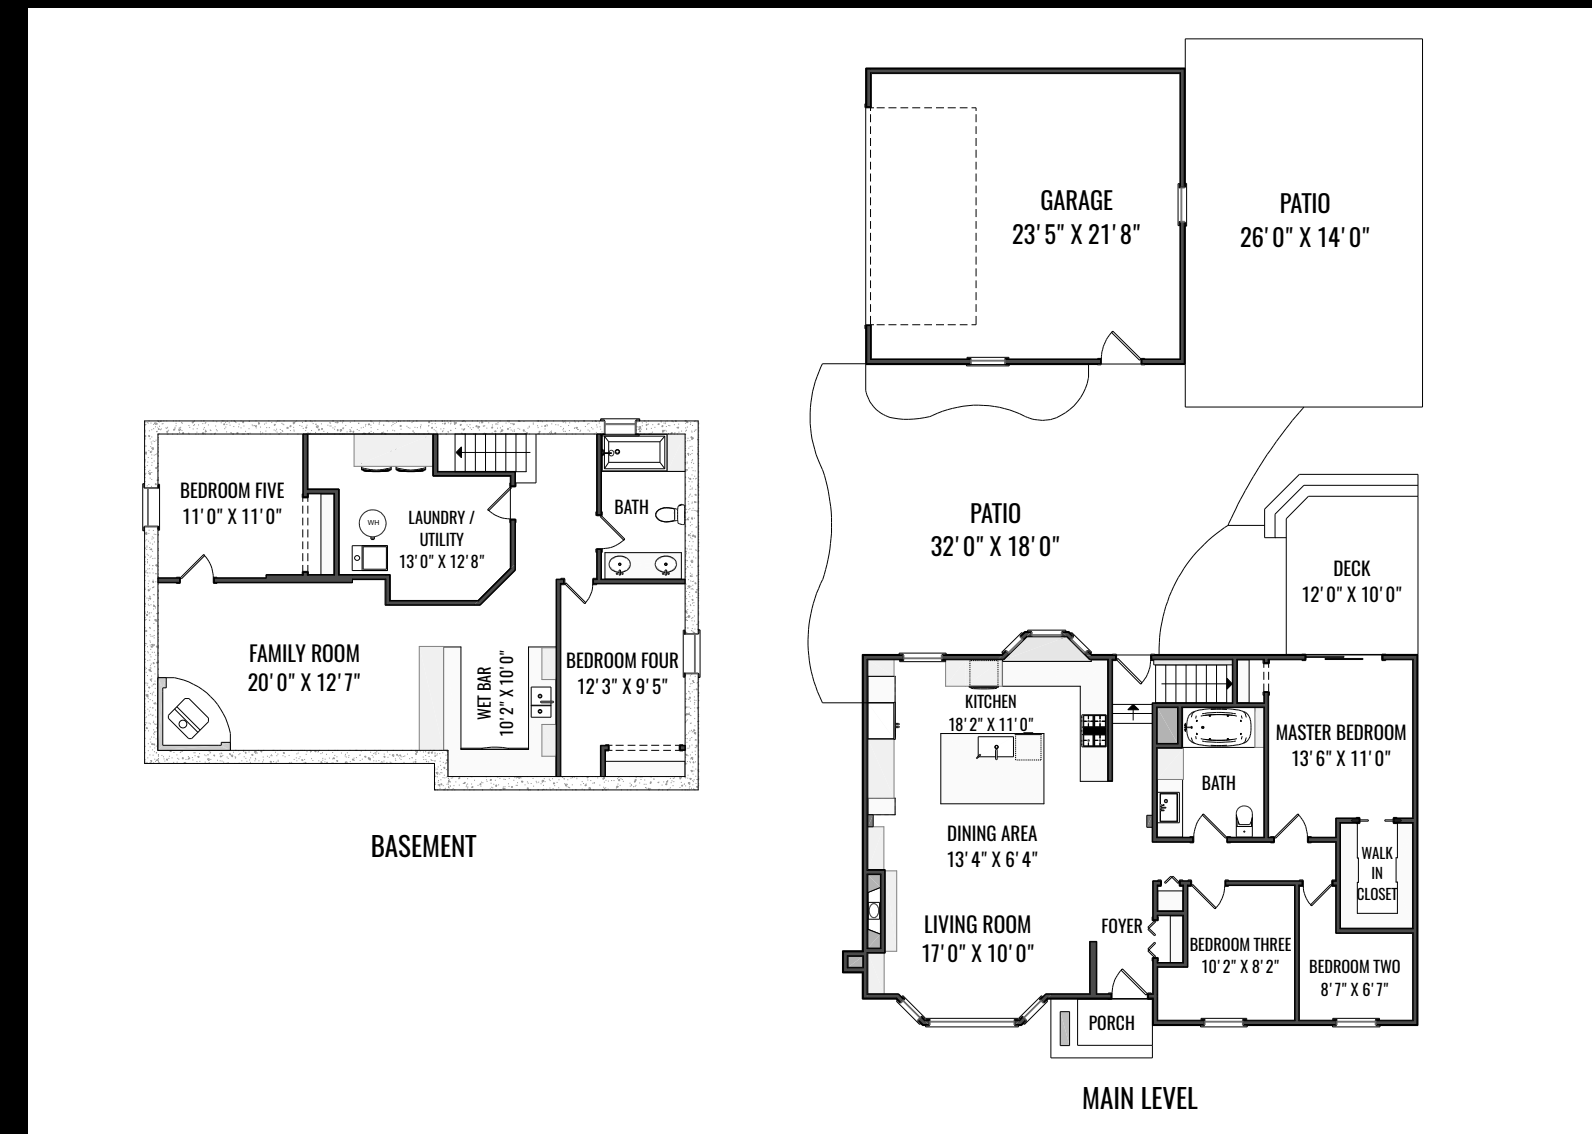 GARAGE
23'5" X 21'8"
PATIO
26'0" X 14'0"
BEDROOM FIVE
11'0" X 11'0"
LAUNDRY /
UTILITY
13'0" X 12'8"
WH
BATH
FAMILY ROOM
20'0" X 12'7"
WET BAR
10'2" X 10'0"
BEDROOM FOUR
12'3" X 9'5"
BASEMENT
PATIO
32'0" X 18'0"
DECK
12'0" X 10'0"
KITCHEN
18'2" X 11'0"
MASTER BEDROOM
13'6" X 11'0"
BATH
DINING AREA
13'4" X 6'4"
WALK
IN
CLOSET
LIVING ROOM
17'0" X 10'0"
FOYER
BEDROOM THREE
10'2" X 8'2"
BEDROOM TWO
8'7" X 6'7"
PORCH
MAIN LEVEL